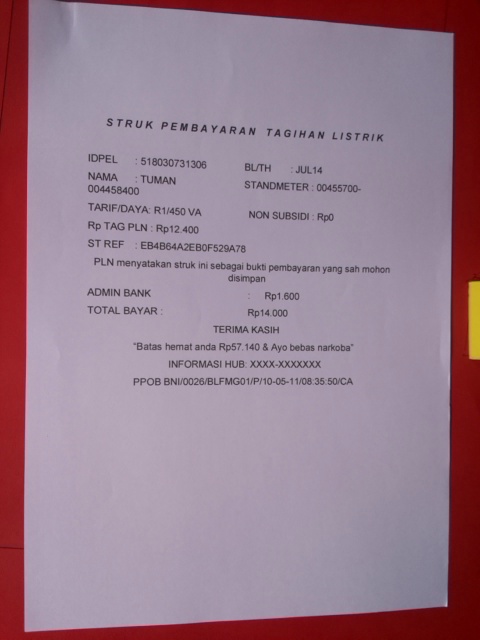 STRUK PEMBAYARAN TAGIHAN LISTRIK
IDPEL : 518030731306 BL/TH : JUL14
NAMA : TUMAN STANDMETER : 00455700-
004458400
TARIF/DAYA: R1/450 VA NON SUBSIDI : Rp0
Rp TAG PLN : Rp12.400
ST REF : EB4B64A2EB0F529A78
PLN menyatakan struk ini sebagai bukti pembayaran yang sah mohon
disimpan
ADMIN BANK : Rp1.600
TOTAL BAYAR : Rp14.000
TERIMA KASIH
"Batas hemat anda Rp57.140 & Ayo bebas narkoba"
INFORMASI HUB: XXXX-XXXXXXX
PPOB BNI/0026/BLFMG01/P/10-05-11/08:35:50/CA